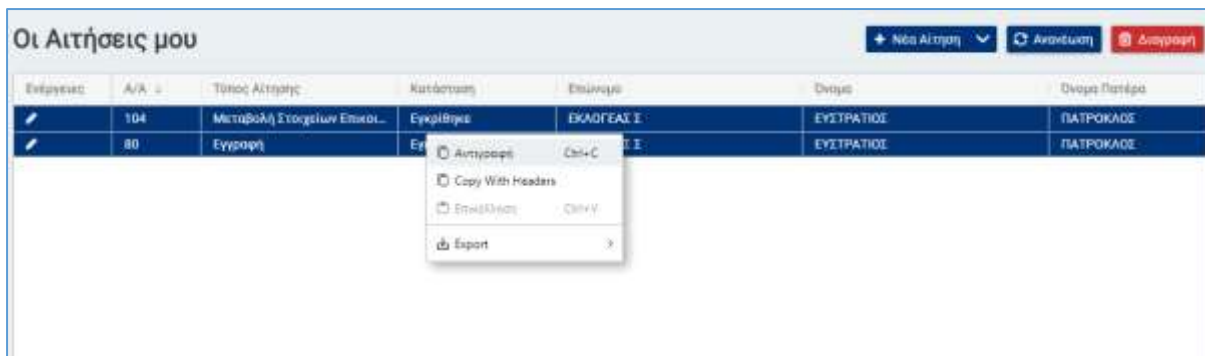 Οι Αιτήσεις μου
Νέα Αίτηση Ανανέωση Διαγραφή
Ενέργειες Α/Α Τύπος Αίτησης Κατάσταση Επώνυμο Όνομα Όνομα Πατέρα
104 Μεταβολή Στοιχείων Επικοι... Εγκρίθηκε ΕΚΛΟΓΕΑΣ Σ ΕΥΣΤΡΑΤΙΟΣ ΠΑΤΡΟΚΛΟΣ
80 Εγγραφή Σ Σ ΕΥΣΤΡΑΤΙΟΣ ΠΑΤΡΟΚΛΟΣ
Αντιγραφή Ctrl+C
Copy With Headers
Επικόλληση Ctrl+V
Export